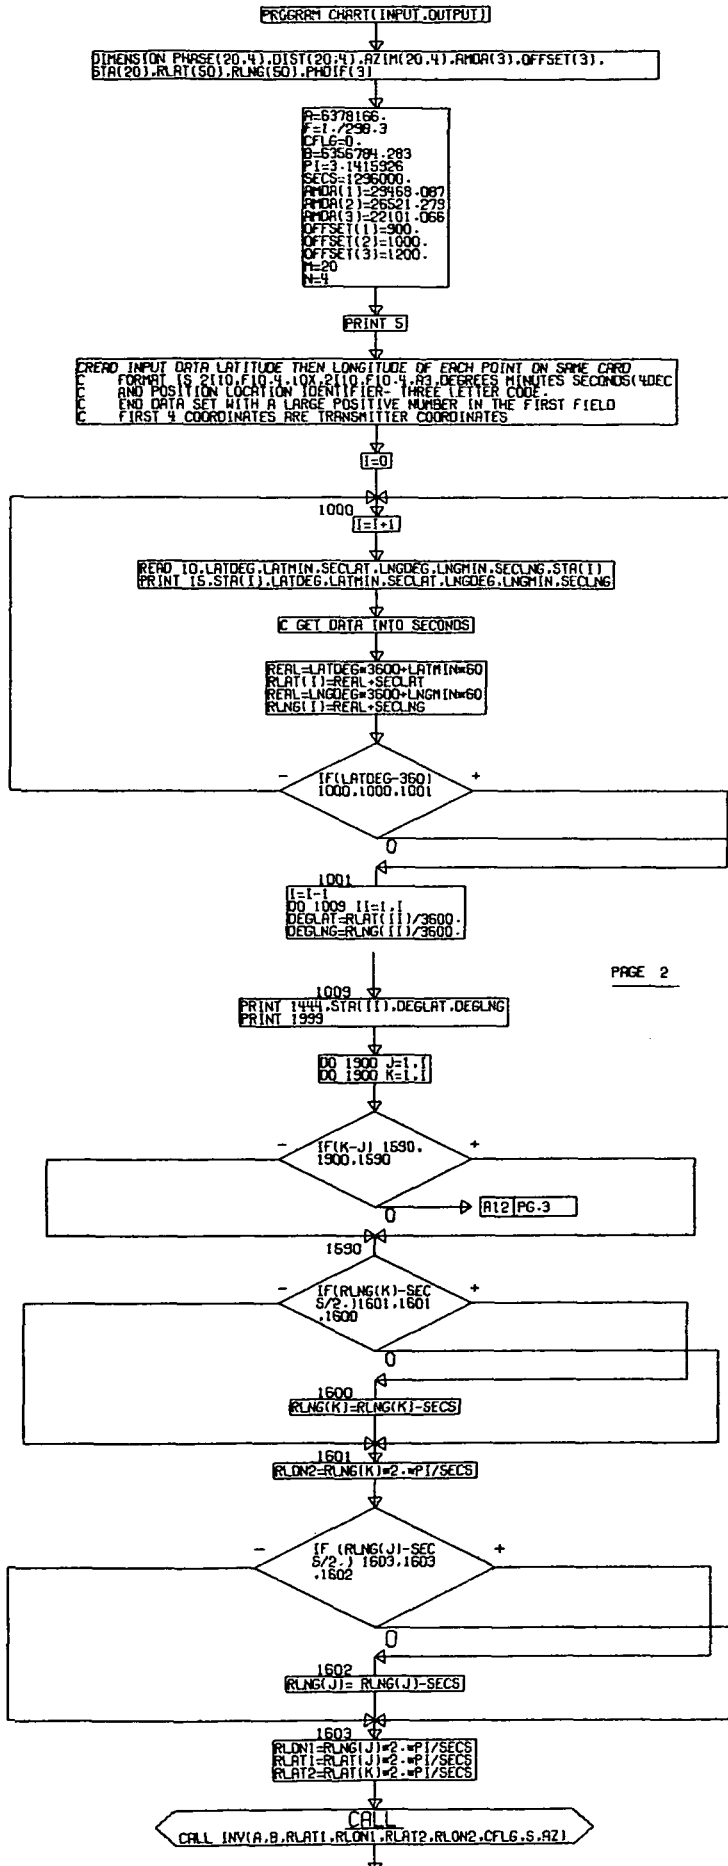 PROGRAM CHART(INPUT,OUTPUT)
DIMENSION PHASE(20,4),DIST(20,4),AZIM(20,4),AMDA(3),OFFSET(3),
STA(20),RLAT(50),RLNG(50),PHDIF(3)
A=6378166.
F=1./298.3
CFLG=0.
B=6356784.283
PI=3.1415926
SECS=1296000.
AMDA(1)=29468.087
AMDA(2)=26521.279
AMDA(3)=22101.066
OFFSET(1)=900.
OFFSET(2)=1000.
OFFSET(3)=1200.
M=20
N=4
PRINT 5
CREAD INPUT DATA LATITUDE THEN LONGITUDE OF EACH POINT ON SAME CARD
C FORMAT IS 2I10,F10.4,10X,2I10,F10.4,A3,DEGREES MINUTES SECONDS(4DEC
C AND POSITION LOCATION IDENTIFIER- THREE LETTER CODE.
C END DATA SET WITH A LARGE POSITIVE NUMBER IN THE FIRST FIELD
C FIRST 4 COORDINATES ARE TRANSMITTER COORDINATES
I=0
1000
I=I+1
READ 10,LATDEG,LATMIN,SECLAT,LNGDEG,LNGMIN,SECLNG,STA(I)
PRINT 15,STA(I),LATDEG,LATMIN,SECLAT,LNGDEG,LNGMIN,SECLNG
C GET DATA INTO SECONDS
REAL=LATDEG*3600+LATMIN*60
RLAT(I)=REAL+SECLAT
REAL=LNGDEG*3600+LNGMIN*60
RLNG(I)=REAL+SECLNG
- IF(LATDEG-360) +
1000,1000,1001
0
1001
I=I-1
DO 1009 II=1,I
DEGLAT=RLAT(II)/3600.
DEGLNG=RLNG(II)/3600.
PAGE 2
1009
PRINT 1444,STA(II),DEGLAT,DEGLNG
PRINT 1999
DO 1900 J=1,I
DO 1900 K=1,I
- IF(K-J) 1590, +
1900,1590
0 A12 PG.3
1590
- IF(RLNG(K)-SEC +
S/2.)1601,1601
,1600
0
1600
RLNG(K)=RLNG(K)-SECS
1601
RLON2=RLNG(K)*2.*PI/SECS
- IF (RLNG(J)-SEC +
S/2.) 1603,1603
,1602
0
1602
RLNG(J)= RLNG(J)-SECS
1603
RLON1=RLNG(J)*2.*PI/SECS
RLAT1=RLAT(J)*2.*PI/SECS
RLAT2=RLAT(K)*2.*PI/SECS
CALL
CALL INV(A,B,RLAT1,RLON1,RLAT2,RLON2,CFLG,S,AZ)